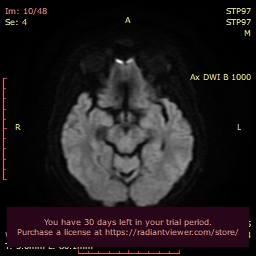 Im: 10/48
STP97
Se: 4
STP97
A
M
Ax DWI B 1000
R
L
You have 30 days left in your trial period.
Purchase a license at https://radiantviewer.com/store/